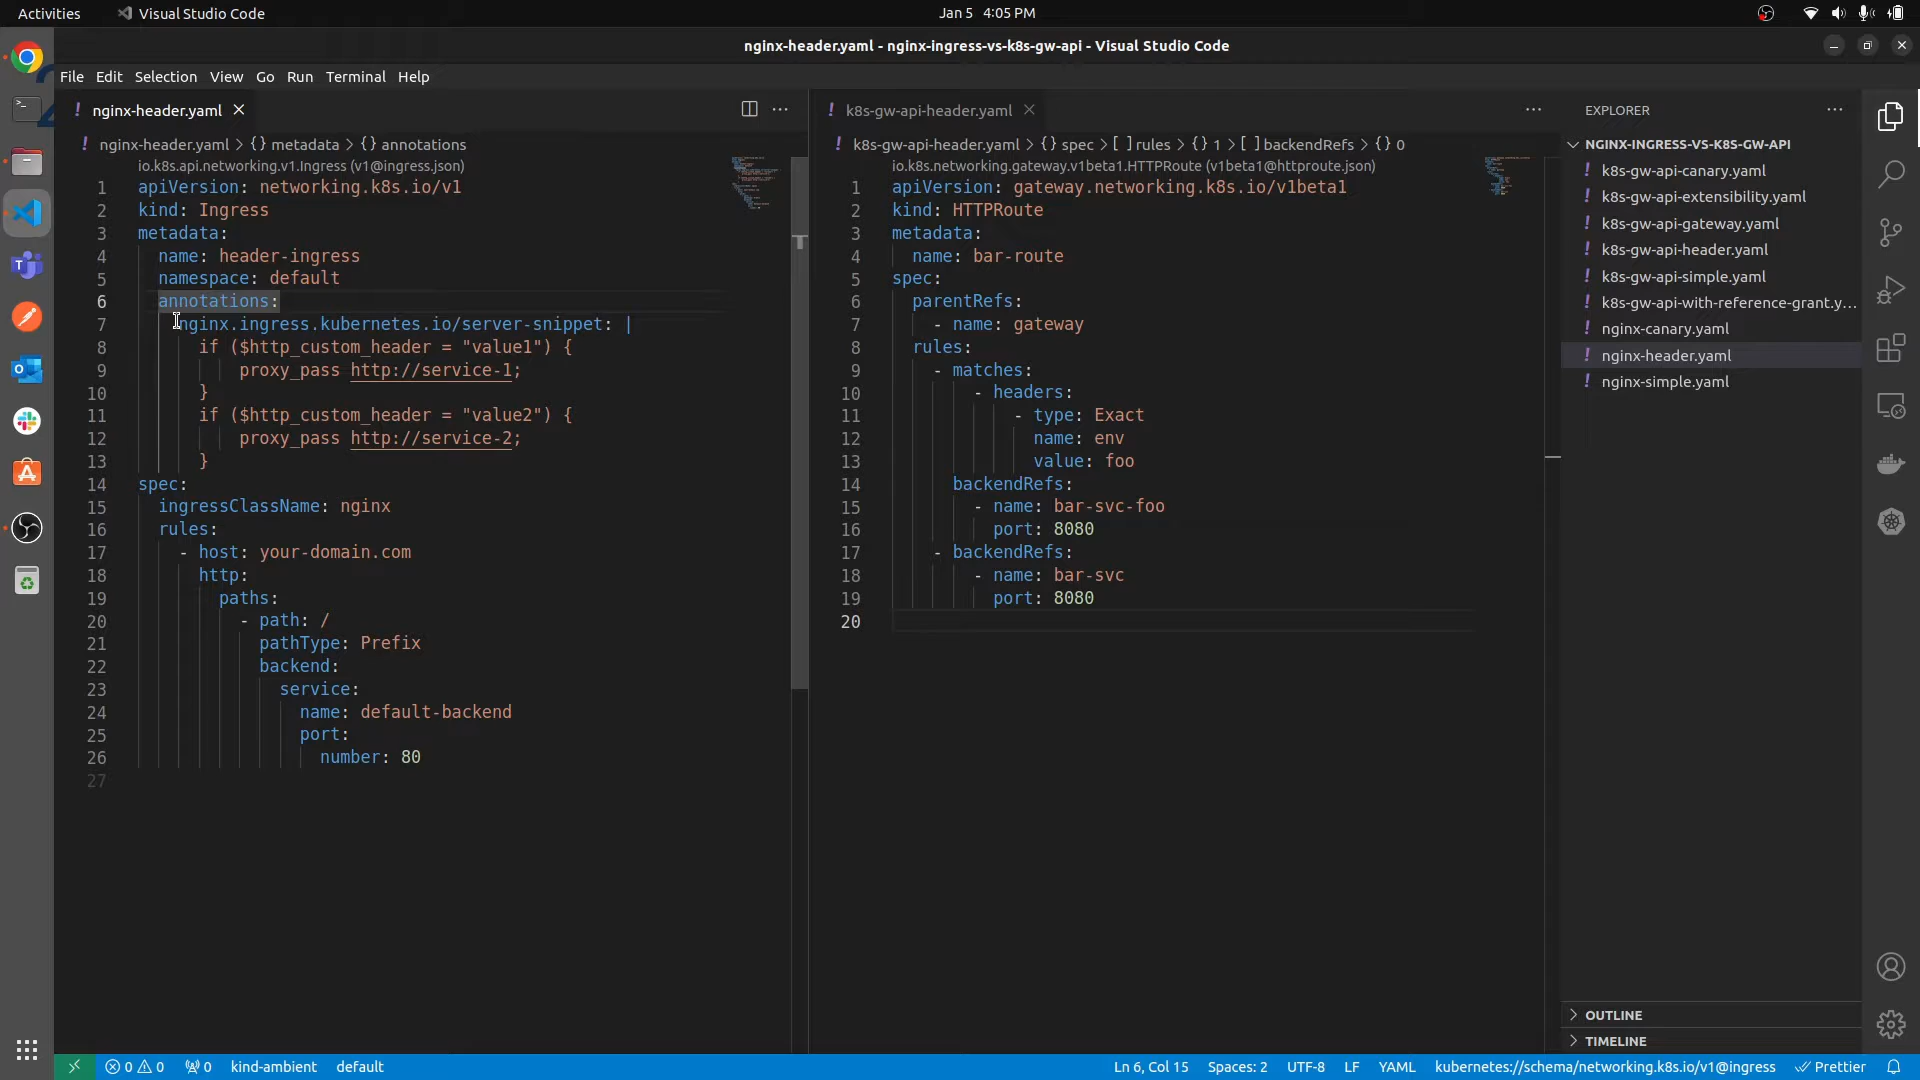 Activities
Visual Studio Code
Jan 5 4:05 PM
nginx-header.yaml - nginx-ingress-vs-k8s-gw-api - Visual Studio Code
File Edit Selection View Go Run Terminal Help
! nginx-header.yaml
! nginx-header.yaml > {} metadata > {} annotations
io.k8s.api.networking.v1.Ingress (v1@ingress.json)
1 apiVersion: networking.k8s.io/v1
2 kind: Ingress
3 metadata:
4 name: header-ingress
5 namespace: default
6 annotations:
7 nginx.ingress.kubernetes.io/server-snippet: |
8 if ($http_custom_header = "value1") {
9 proxy_pass http://service-1;
10 }
11 if ($http_custom_header = "value2") {
12 proxy_pass http://service-2;
13 }
14 spec:
15 ingressClassName: nginx
16 rules:
17 - host: your-domain.com
18 http:
19 paths:
20 - path: /
21 pathType: Prefix
22 backend:
23 service:
24 name: default-backend
25 port:
26 number: 80
27
! k8s-gw-api-header.yaml
! k8s-gw-api-header.yaml > {} spec > [ ] rules > {} 1 > [ ] backendRefs > {} 0
io.k8s.networking.gateway.v1beta1.HTTPRoute (v1beta1@httproute.json)
1 apiVersion: gateway.networking.k8s.io/v1beta1
2 kind: HTTPRoute
3 metadata:
4 name: bar-route
5 spec:
6 parentRefs:
7 - name: gateway
8 rules:
9 - matches:
10 - headers:
11 - type: Exact
12 name: env
13 value: foo
14 backendRefs:
15 - name: bar-svc-foo
16 port: 8080
17 - backendRefs:
18 - name: bar-svc
19 port: 8080
20
EXPLORER
NGINX-INGRESS-VS-K8S-GW-API
! k8s-gw-api-canary.yaml
! k8s-gw-api-extensibility.yaml
! k8s-gw-api-gateway.yaml
! k8s-gw-api-header.yaml
! k8s-gw-api-simple.yaml
! k8s-gw-api-with-reference-grant.y...
! nginx-canary.yaml
! nginx-header.yaml
! nginx-simple.yaml
OUTLINE
TIMELINE
0 0 0 kind-ambient default
Ln 6, Col 15 Spaces: 2 UTF-8 LF YAML kubernetes://schema/networking.k8s.io/v1@ingress Prettier